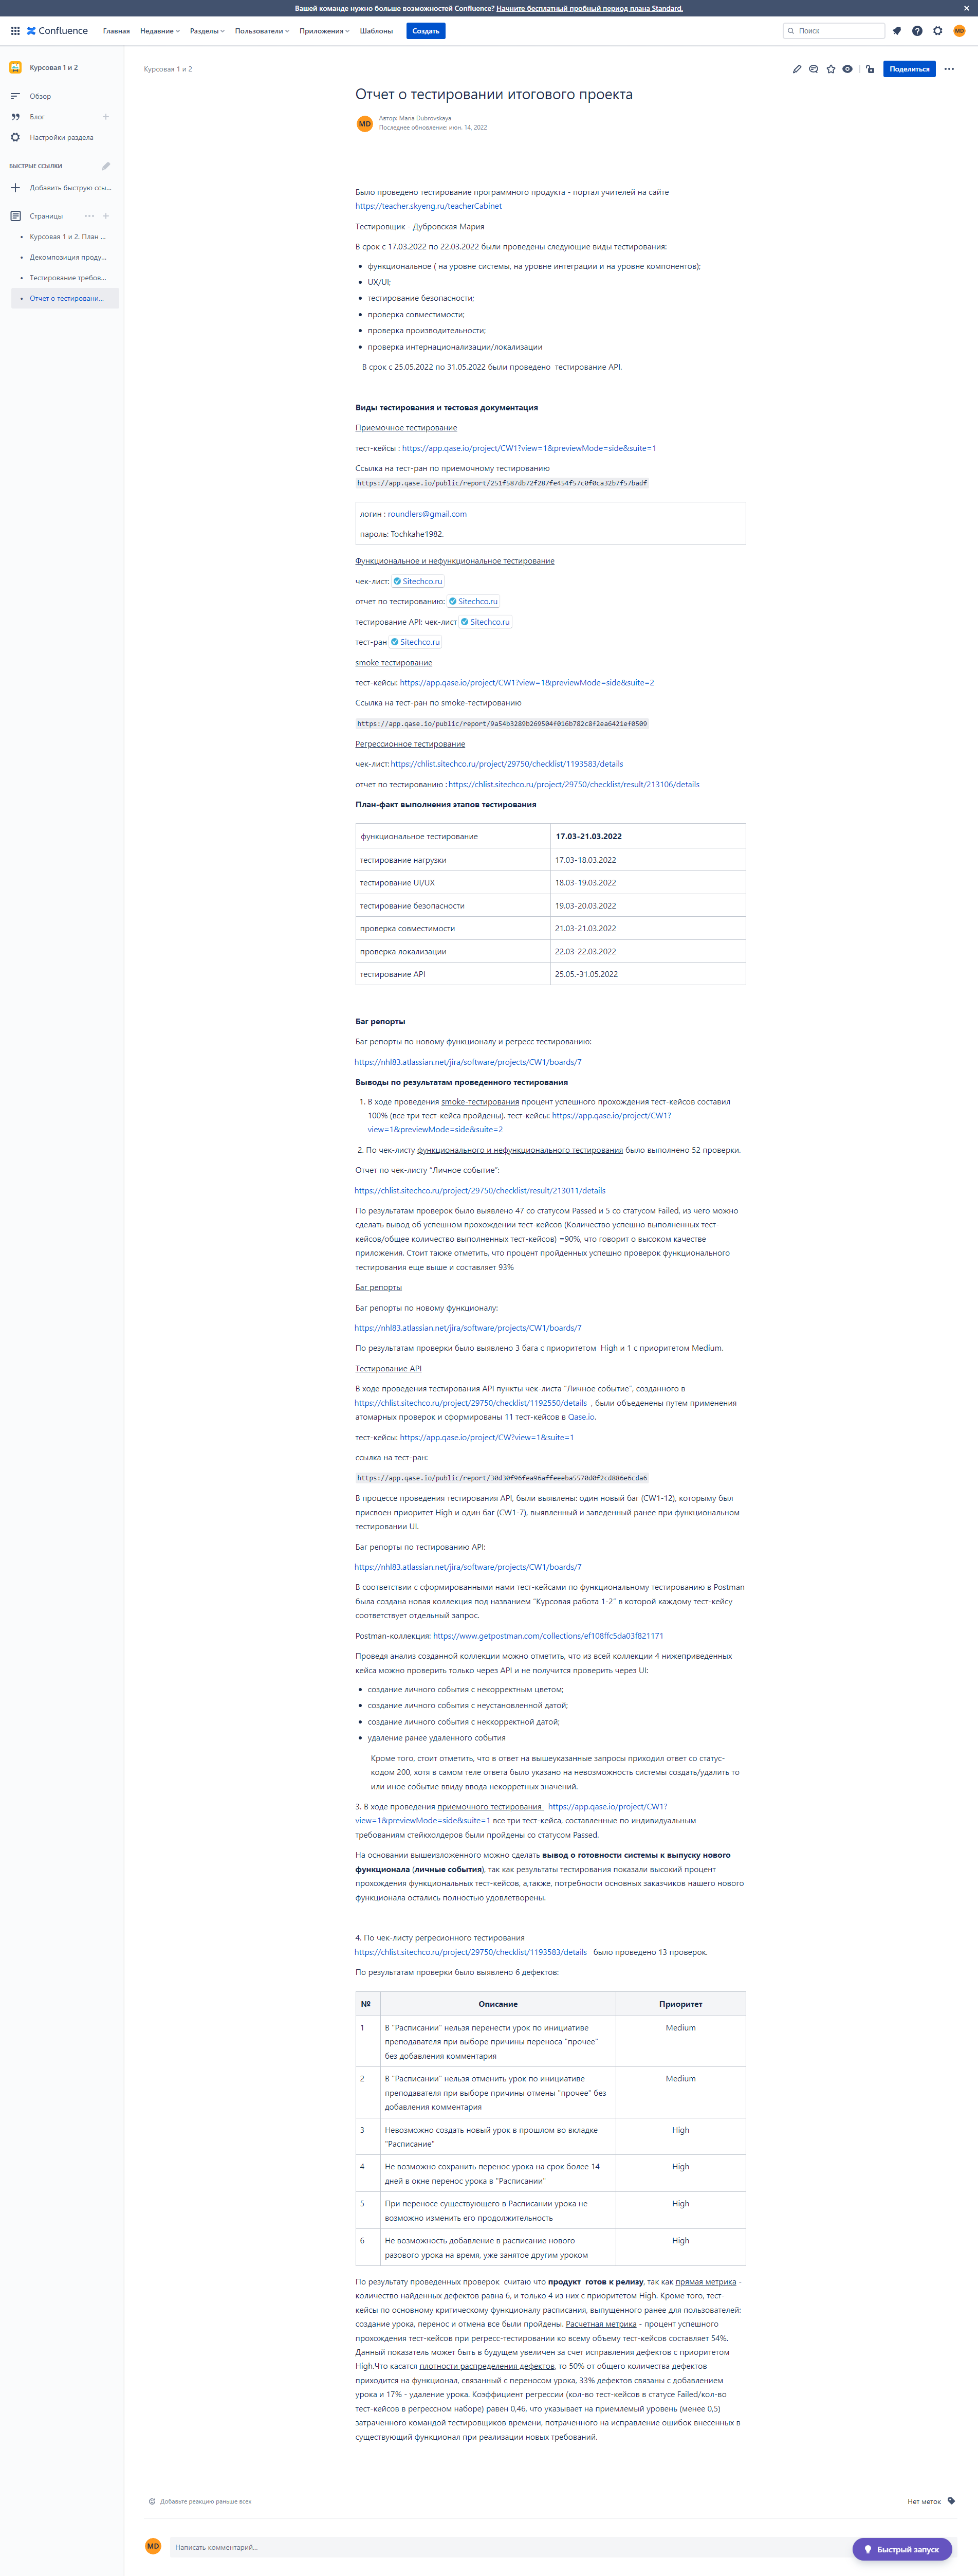 Вашей команде нужно больше возможностей Confluence? Начните бесплатный пробный период плана Standard.
Confluence
Главная
Недавние
Разделы
Пользователи
Приложения
Шаблоны
Создать
Поиск
MD
Курсовая 1 и 2
Обзор
Блог
Настройки раздела
БЫСТРЫЕ ССЫЛКИ
Добавить быструю ссы...
Страницы
Курсовая 1 и 2. План ...
Декомпозиция проду...
Тестирование требов...
Отчет о тестировани...
Курсовая 1 и 2
Поделиться
Отчет о тестировании итогового проекта
MD
Автор: Maria Dubrovskaya
Последнее обновление: июн. 14, 2022
Было проведено тестирование программного продукта - портал учителей на сайте
https://teacher.skyeng.ru/teacherCabinet
Тестировщик - Дубровская Мария
В срок с 17.03.2022 по 22.03.2022 были проведены следующие виды тестирования:
функциональное ( на уровне системы, на уровне интеграции и на уровне компонентов);
UX/UI;
тестирование безопасности;
проверка совместимости;
проверка производительности;
проверка интернационализации/локализации
В срок с 25.05.2022 по 31.05.2022 были проведено тестирование API.
Виды тестирования и тестовая документация
Приемочное тестирование
тест-кейсы : https://app.qase.io/project/CW1?view=1&previewMode=side&suite=1
Ссылка на тест-ран по приемочному тестированию
https://app.qase.io/public/report/251f587db72f287fe454f57c0f0ca32b7f57badf
логин : roundlers@gmail.com
пароль: Tochkahe1982.
Функциональное и нефункциональное тестирование
чек-лист: Sitechco.ru
отчет по тестированию: Sitechco.ru
тестирование API: чек-лист Sitechco.ru
тест-ран Sitechco.ru
smoke тестирование
тест-кейсы: https://app.qase.io/project/CW1?view=1&previewMode=side&suite=2
Ссылка на тест-ран по smoke-тестированию
https://app.qase.io/public/report/9a54b3289b269504f016b782c8f2ea6421ef0509
Регрессионное тестирование
чек-лист: https://chlist.sitechco.ru/project/29750/checklist/1193583/details
отчет по тестированию : https://chlist.sitechco.ru/project/29750/checklist/result/213106/details
План-факт выполнения этапов тестирования
функциональное тестирование 17.03-21.03.2022
тестирование нагрузки 17.03-18.03.2022
тестирование UI/UX 18.03-19.03.2022
тестирование безопасности 19.03-20.03.2022
проверка совместимости 21.03-21.03.2022
проверка локализации 22.03-22.03.2022
тестирование API 25.05.-31.05.2022
Баг репорты
Баг репорты по новому функционалу и регресс тестированию:
https://nhl83.atlassian.net/jira/software/projects/CW1/boards/7
Выводы по результатам проведенного тестирования
1. В ходе проведения smoke-тестирования процент успешного прохождения тест-кейсов составил
100% (все три тест-кейса пройдены). тест-кейсы: https://app.qase.io/project/CW1?
view=1&previewMode=side&suite=2
2. По чек-листу функционального и нефункционального тестирования было выполнено 52 проверки.
Отчет по чек-листу "Личное событие":
https://chlist.sitechco.ru/project/29750/checklist/result/213011/details
По результатам проверок было выявлено 47 со статусом Passed и 5 со статусом Failed, из чего можно
сделать вывод об успешном прохождении тест-кейсов (Количество успешно выполненных тест-
кейсов/общее количество выполненных тест-кейсов) =90%, что говорит о высоком качестве
приложения. Стоит также отметить, что процент пройденных успешно проверок функционального
тестирования еще выше и составляет 93%
Баг репорты
Баг репорты по новому функционалу:
https://nhl83.atlassian.net/jira/software/projects/CW1/boards/7
По результатам проверки было выявлено 3 бага с приоритетом High и 1 с приоритетом Medium.
Тестирование API
В ходе проведения тестирования API пункты чек-листа "Личное событие", созданного в
https://chlist.sitechco.ru/project/29750/checklist/1192550/details , были объеденены путем применения
атомарных проверок и сформированы 11 тест-кейсов в Qase.io.
тест-кейсы: https://app.qase.io/project/CW?view=1&suite=1
ссылка на тест-ран:
https://app.qase.io/public/report/30d30f96fea96affeeeba5570d0f2cd886e6cda6
В процессе проведения тестирования API, были выявлены: один новый баг (CW1-12), которыму был
присвоен приоритет High и один баг (CW1-7), выявленный и заведенный ранее при функциональном
тестировании UI.
Баг репорты по тестированию API:
https://nhl83.atlassian.net/jira/software/projects/CW1/boards/7
В соответствии с сформированными нами тест-кейсами по функциональному тестированию в Postman
была создана новая коллекция под названием "Курсовая работа 1-2" в которой каждому тест-кейсу
соответствует отдельный запрос.
Postman-коллекция: https://www.getpostman.com/collections/ef108ffc5da03f821171
Проведя анализ созданной коллекции можно отметить, что из всей коллекции 4 нижеприведенных
кейса можно проверить только через API и не получится проверить через UI:
создание личного события с некорректным цветом;
создание личного события с неустановленной датой;
создание личного события с неккорректной датой;
удаление ранее удаленного события
Кроме того, стоит отметить, что в ответ на вышеуказанные запросы приходил ответ со статус-
кодом 200, хотя в самом теле ответа было указано на невозможность системы создать/удалить то
или иное событие ввиду ввода некорретных значений.
3. В ходе проведения приемочного тестирования https://app.qase.io/project/CW1?
view=1&previewMode=side&suite=1 все три тест-кейса, составленные по индивидуальным
требованиям стейкхолдеров были пройдены со статусом Passed.
На основании вышеизложенного можно сделать вывод о готовности системы к выпуску нового
функционала (личные события), так как результаты тестирования показали высокий процент
прохождения функциональных тест-кейсов, а,также, потребности основных заказчиков нашего нового
функционала остались полностью удовлетворены.
4. По чек-листу регресионного тестирования
https://chlist.sitechco.ru/project/29750/checklist/1193583/details было проведено 13 проверок.
По результатам проверки было выявлено 6 дефектов:
№ Описание Приоритет
1 В "Расписании" нельзя перенести урок по инициативе Medium
преподавателя при выборе причины переноса "прочее"
без добавления комментария
2 В "Расписании" нельзя отменить урок по инициативе Medium
преподавателя при выборе причины отмены "прочее" без
добавления комментария
3 Невозможно создать новый урок в прошлом во вкладке High
"Расписание"
4 Не возможно сохранить перенос урока на срок более 14 High
дней в окне перенос урока в "Расписании"
5 При переносе существующего в Расписании урока не High
возможно изменить его продолжительность
6 Не возможность добавление в расписание нового High
разового урока на время, уже занятое другим уроком
По результату проведенных проверок считаю что продукт готов к релизу, так как прямая метрика -
количество найденных дефектов равна 6, и только 4 из них с приоритетом High. Кроме того, тест-
кейсы по основному критическому функционалу расписания, выпущенного ранее для пользователей:
создание урока, перенос и отмена все были пройдены. Расчетная метрика - процент успешного
прохождения тест-кейсов при регресс-тестировании ко всему объему тест-кейсов составляет 54%.
Данный показатель может быть в будущем увеличен за счет исправления дефектов с приоритетом
High.Что касатся плотности распределения дефектов, то 50% от общего количества дефектов
приходится на функционал, связанный с переносом урока, 33% дефектов связаны с добавлением
урока и 17% - удаление урока. Коэффициент регрессии (кол-во тест-кейсов в статусе Failed/кол-во
тест-кейсов в регрессном наборе) равен 0,46, что указывает на приемлемый уровень (менее 0,5)
затраченного командой тестировщиков времени, потраченного на исправление ошибок внесенных в
существующий функционал при реализации новых требований.
Добавьте реакцию раньше всех
Нет меток
MD
Написать комментарий...
Быстрый запуск